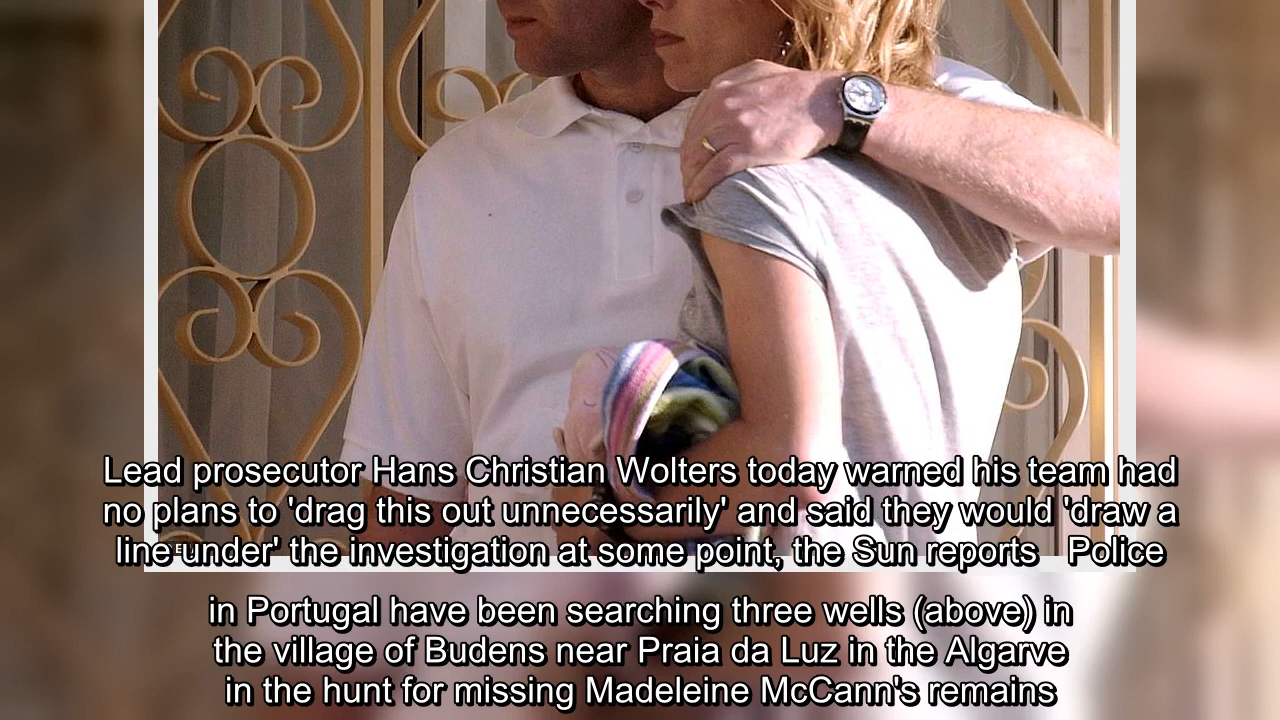 Lead prosecutor Hans Christian Wolters today warned his team had
no plans to 'drag this out unnecessarily' and said they would 'draw a
line under' the investigation at some point, the Sun reports   Police
in Portugal have been searching three wells (above) in
the village of Budens near Praia da Luz in the Algarve
in the hunt for missing Madeleine McCann's remains